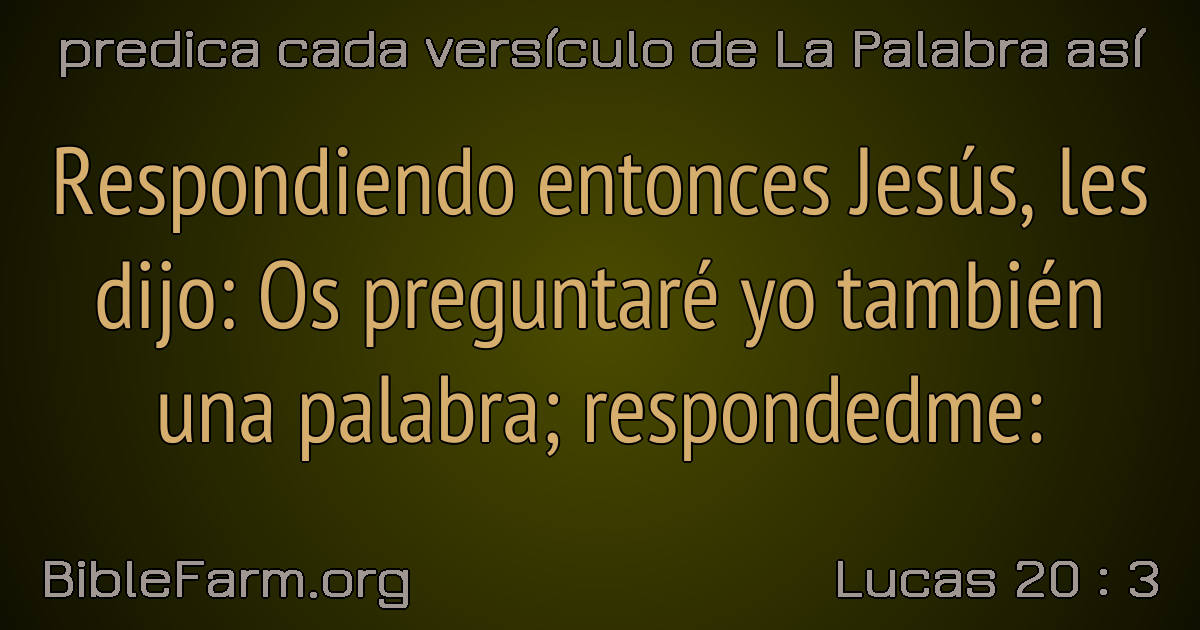 predica cada versículo de La Palabra así
Respondiendo entonces Jesús, les
dijo: Os preguntaré yo también
una palabra; respondedme:
BibleFarm.org
Lucas 20 : 3